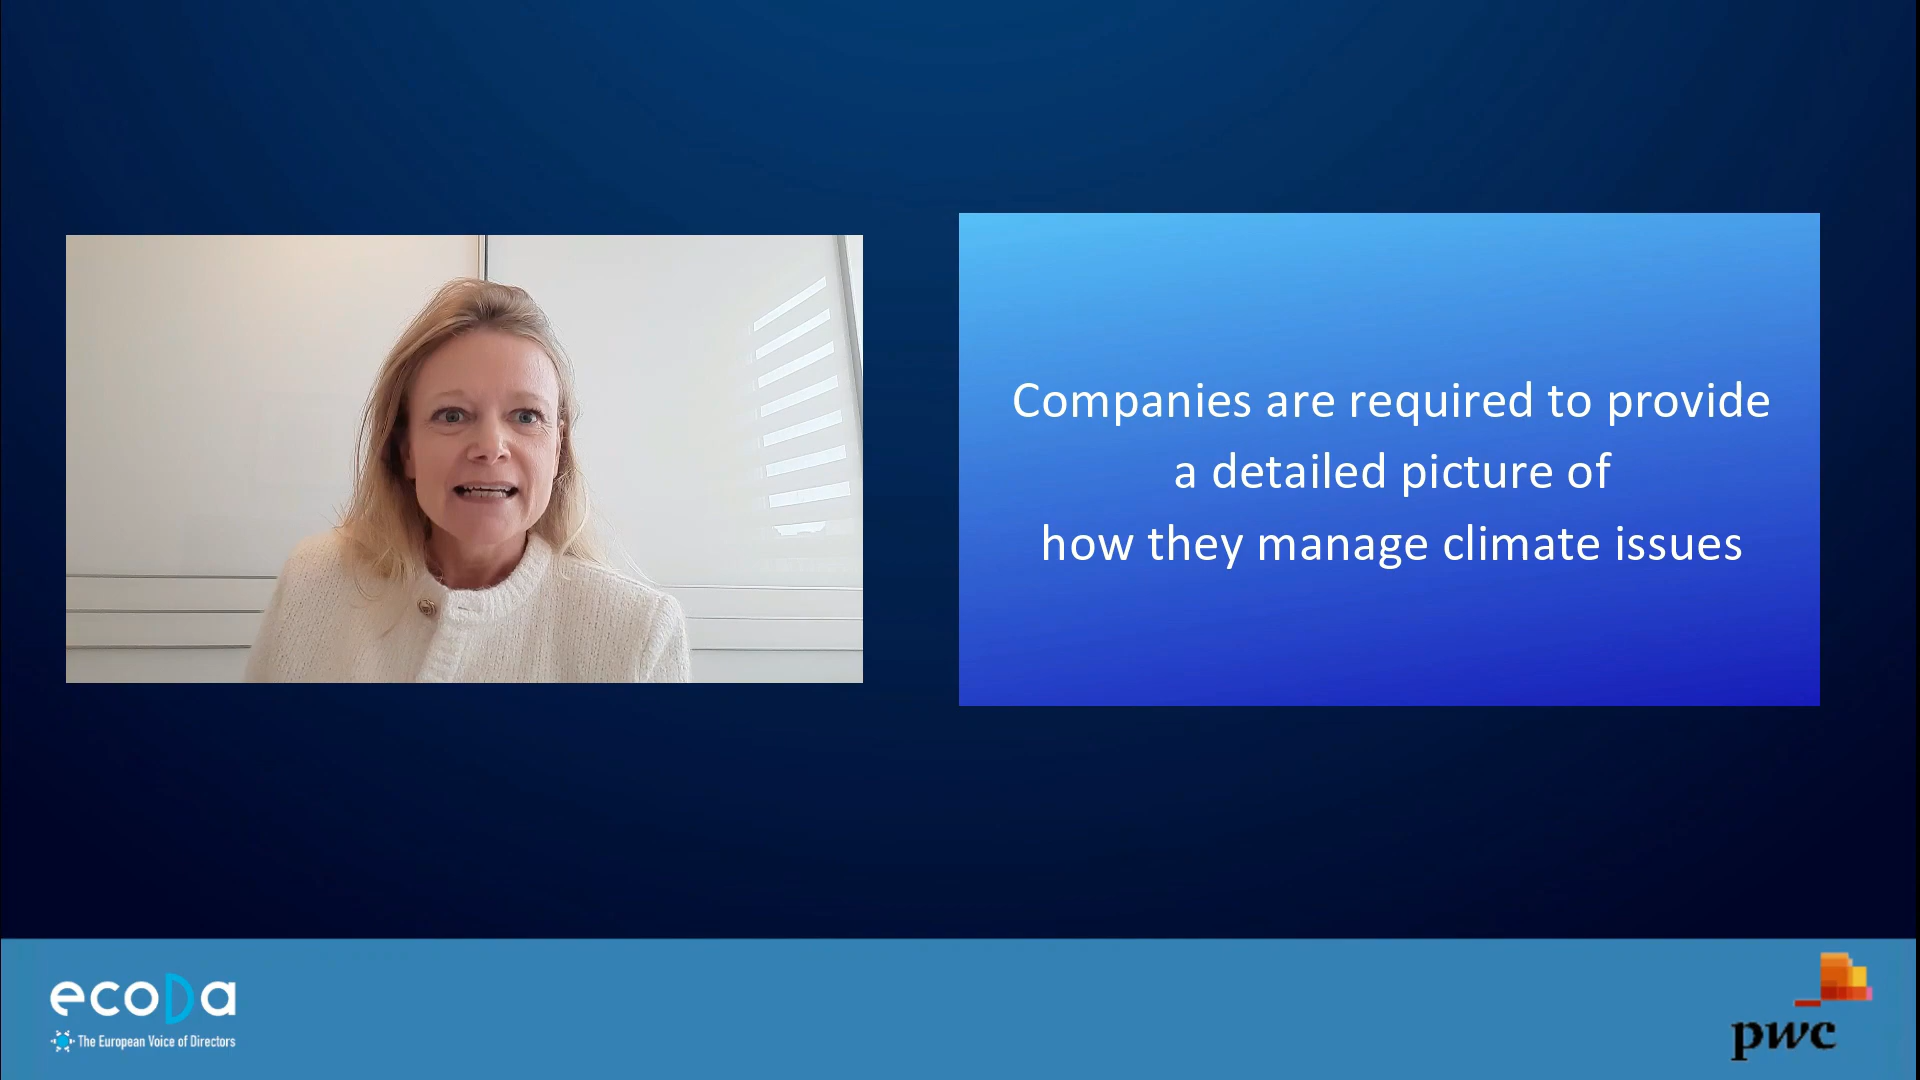 Companies are required to provide
a detailed picture of
how they manage climate issues
ecoDa
The European Voice of Directors
pwc